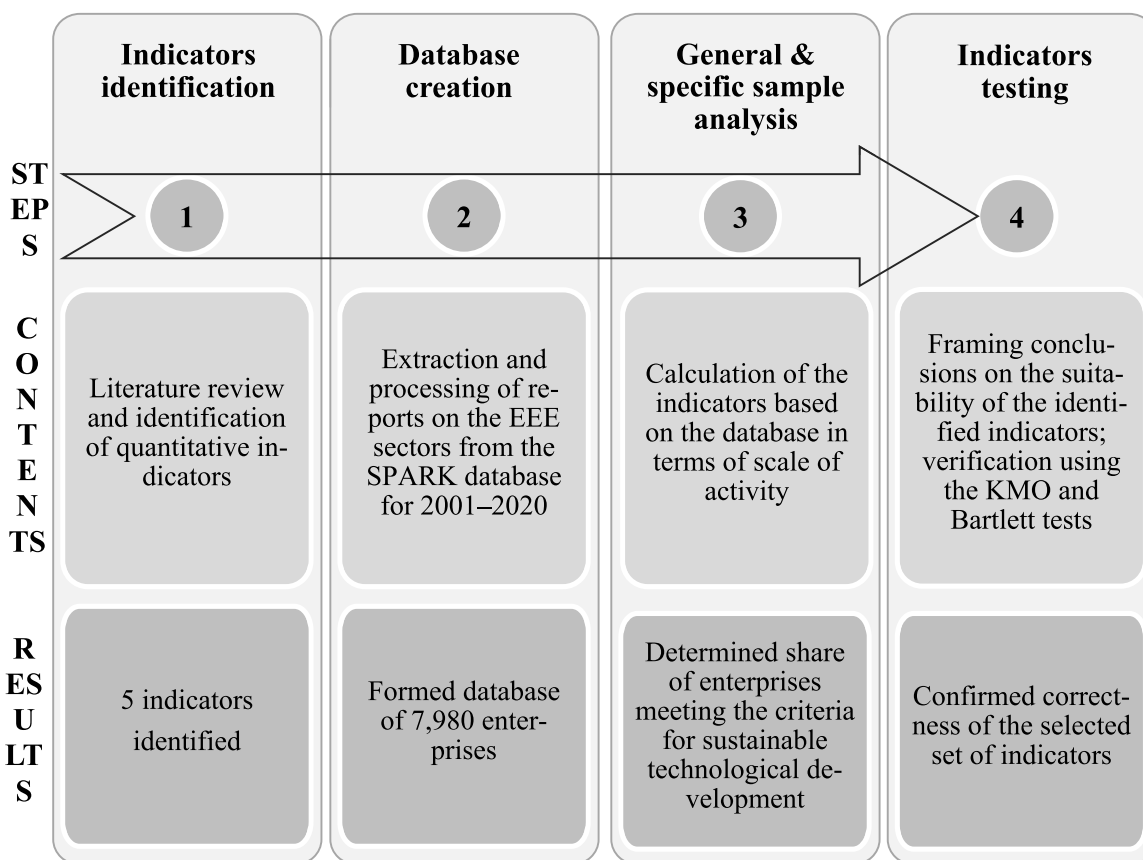 Indicators
identification
Database
creation
General &
specific sample
analysis
Indicators
testing
ST
EP
S
1
2
3
4
C
O
N
T
E
N
TS
Literature review
and identification
of quantitative in-
dicators
Extraction and
processing of re-
ports on the EEE
sectors from the
SPARK database
for 2001–2020
Calculation of the
indicators based
on the database in
terms of scale of
activity
Framing conclu-
sions on the suita-
bility of the identi-
fied indicators;
verification using
the KMO and
Bartlett tests
R
ES
U
LT
S
5 indicators
identified
Formed database
of 7,980 enter-
prises
Determined share
of enterprises
meeting the criteria
for sustainable
technological de-
velopment
Confirmed correct-
ness of the selected
set of indicators